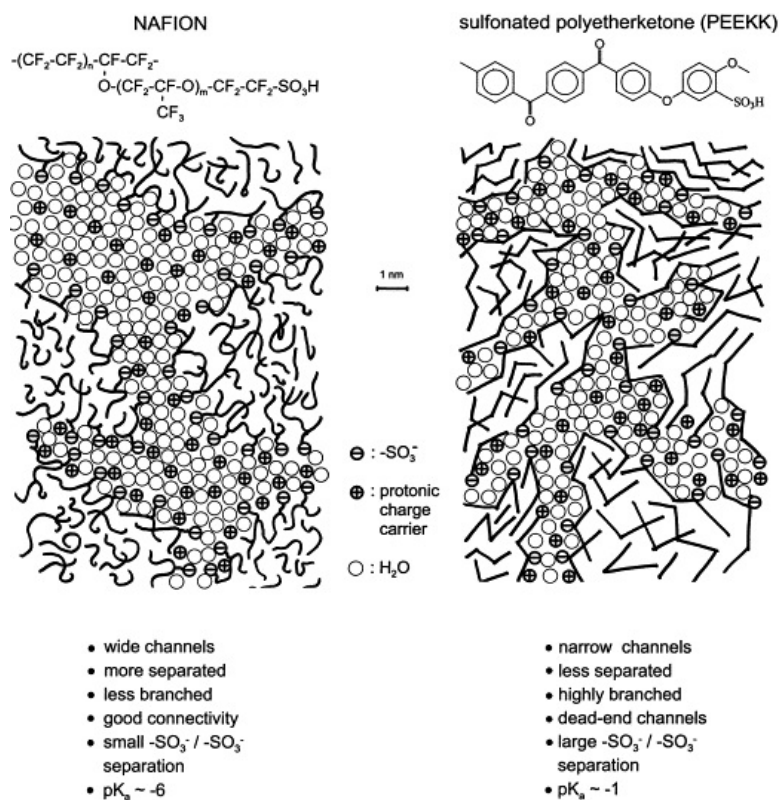 NAFION
-(CF₂-CF₂)ₙ-CF-CF₂-
O-(CF₂-CF-O)ₘ-CF₂-CF₂-SO₃H
CF₃
sulfonated polyetherketone (PEEKK)
O
O
O
O
SO₃H
1 nm
⊖ : -SO₃⁻
⊕ : protonic
charge
carrier
○ : H₂O
• wide channels
• more separated
• less branched
• good connectivity
• small -SO₃⁻ / -SO₃⁻
separation
• pKₐ ~ -6
• narrow channels
• less separated
• highly branched
• dead-end channels
• large -SO₃⁻ / -SO₃⁻
separation
• pKₐ ~ -1